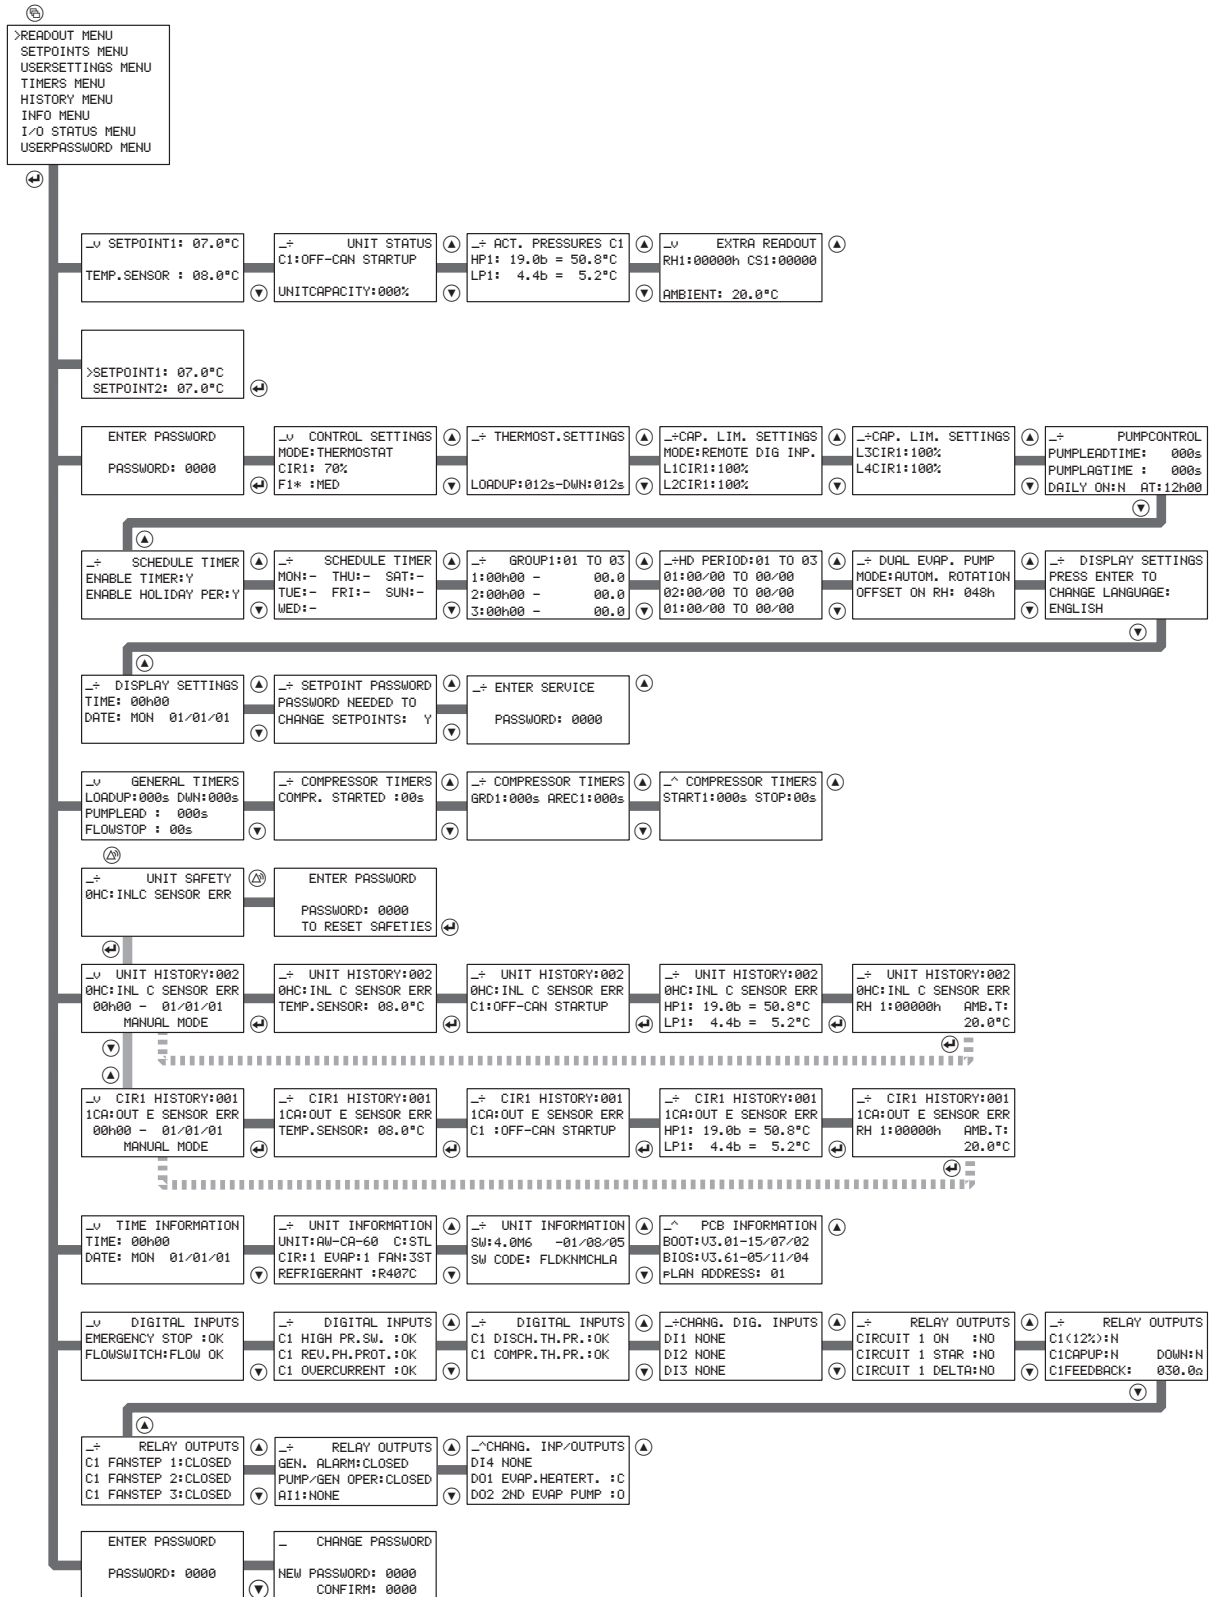 >READOUT MENU
SETPOINTS MENU
USERSETTINGS MENU
TIMERS MENU
HISTORY MENU
INFO MENU
I/O STATUS MENU
USERPASSWORD MENU
_v SETPOINT1: 07.0°C
TEMP.SENSOR : 08.0°C
_÷ UNIT STATUS
C1:OFF-CAN STARTUP
UNITCAPACITY:000%
_÷ ACT. PRESSURES C1
HP1: 19.0b = 50.8°C
LP1: 4.4b = 5.2°C
_v EXTRA READOUT
RH1:00000h CS1:00000
AMBIENT: 20.0°C
>SETPOINT1: 07.0°C
SETPOINT2: 07.0°C
ENTER PASSWORD
PASSWORD: 0000
_v CONTROL SETTINGS
MODE:THERMOSTAT
CIR1: 70%
F1* :MED
_÷ THERMOST.SETTINGS
LOADUP:012s-DWN:012s
_÷CAP. LIM. SETTINGS
MODE:REMOTE DIG INP.
L1CIR1:100%
L2CIR1:100%
_÷CAP. LIM. SETTINGS
L3CIR1:100%
L4CIR1:100%
_÷ PUMPCONTROL
PUMPLEADTIME: 000s
PUMPLAGTIME : 000s
DAILY ON:N AT:12h00
_÷ SCHEDULE TIMER
ENABLE TIMER:Y
ENABLE HOLIDAY PER:Y
_÷ SCHEDULE TIMER
MON:- THU:- SAT:-
TUE:- FRI:- SUN:-
WED:-
_÷ GROUP1:01 TO 03
1:00h00 - 00.0
2:00h00 - 00.0
3:00h00 - 00.0
_÷HD PERIOD:01 TO 03
01:00/00 TO 00/00
02:00/00 TO 00/00
01:00/00 TO 00/00
_÷ DUAL EVAP. PUMP
MODE:AUTOM. ROTATION
OFFSET ON RH: 048h
_÷ DISPLAY SETTINGS
PRESS ENTER TO
CHANGE LANGUAGE:
ENGLISH
_÷ DISPLAY SETTINGS
TIME: 00h00
DATE: MON 01/01/01
_÷ SETPOINT PASSWORD
PASSWORD NEEDED TO
CHANGE SETPOINTS: Y
_÷ ENTER SERVICE
PASSWORD: 0000
_v GENERAL TIMERS
LOADUP:000s DWN:000s
PUMPLEAD : 000s
FLOWSTOP : 00s
_÷ COMPRESSOR TIMERS
COMPR. STARTED :00s
_÷ COMPRESSOR TIMERS
GRD1:000s AREC1:000s
_^ COMPRESSOR TIMERS
START1:000s STOP:00s
_÷ UNIT SAFETY
0HC:INLC SENSOR ERR
ENTER PASSWORD
PASSWORD: 0000
TO RESET SAFETIES
_v UNIT HISTORY:002
0HC:INL C SENSOR ERR
00h00 - 01/01/01
MANUAL MODE
_÷ UNIT HISTORY:002
0HC:INL C SENSOR ERR
TEMP.SENSOR: 08.0°C
_÷ UNIT HISTORY:002
0HC:INL C SENSOR ERR
C1:OFF-CAN STARTUP
_÷ UNIT HISTORY:002
0HC:INL C SENSOR ERR
HP1: 19.0b = 50.8°C
LP1: 4.4b = 5.2°C
_÷ UNIT HISTORY:002
0HC:INL C SENSOR ERR
RH 1:00000h AMB.T:
20.0°C
_v CIR1 HISTORY:001
1CA:OUT E SENSOR ERR
00h00 - 01/01/01
MANUAL MODE
_÷ CIR1 HISTORY:001
1CA:OUT E SENSOR ERR
TEMP.SENSOR: 08.0°C
_÷ CIR1 HISTORY:001
1CA:OUT E SENSOR ERR
C1 :OFF-CAN STARTUP
_÷ CIR1 HISTORY:001
1CA:OUT E SENSOR ERR
HP1: 19.0b = 50.8°C
LP1: 4.4b = 5.2°C
_÷ CIR1 HISTORY:001
1CA:OUT E SENSOR ERR
RH 1:00000h AMB.T:
20.0°C
_v TIME INFORMATION
TIME: 00h00
DATE: MON 01/01/01
_÷ UNIT INFORMATION
UNIT:AW-CA-60 C:STL
CIR:1 EVAP:1 FAN:3ST
REFRIGERANT :R407C
_÷ UNIT INFORMATION
SW:4.0M6 -01/08/05
SW CODE: FLDKNMCHLA
_^ PCB INFORMATION
BOOT:V3.01-15/07/02
BIOS:V3.61-05/11/04
pLAN ADDRESS: 01
_v DIGITAL INPUTS
EMERGENCY STOP :OK
FLOWSWITCH:FLOW OK
_÷ DIGITAL INPUTS
C1 HIGH PR.SW. :OK
C1 REV.PH.PROT.:OK
C1 OVERCURRENT :OK
_÷ DIGITAL INPUTS
C1 DISCH.TH.PR.:OK
C1 COMPR.TH.PR.:OK
_÷CHANG. DIG. INPUTS
DI1 NONE
DI2 NONE
DI3 NONE
_÷ RELAY OUTPUTS
CIRCUIT 1 ON :NO
CIRCUIT 1 STAR :NO
CIRCUIT 1 DELTA:NO
_÷ RELAY OUTPUTS
C1(12%):N
C1CAPUP:N DOWN:N
C1FEEDBACK: 030.0Ω
_÷ RELAY OUTPUTS
C1 FANSTEP 1:CLOSED
C1 FANSTEP 2:CLOSED
C1 FANSTEP 3:CLOSED
_÷ RELAY OUTPUTS
GEN. ALARM:CLOSED
PUMP/GEN OPER:CLOSED
AI1:NONE
_^CHANG. INP/OUTPUTS
DI4 NONE
DO1 EVAP.HEATERT. :C
DO2 2ND EVAP PUMP :O
ENTER PASSWORD
PASSWORD: 0000
_ CHANGE PASSWORD
NEW PASSWORD: 0000
CONFIRM: 0000